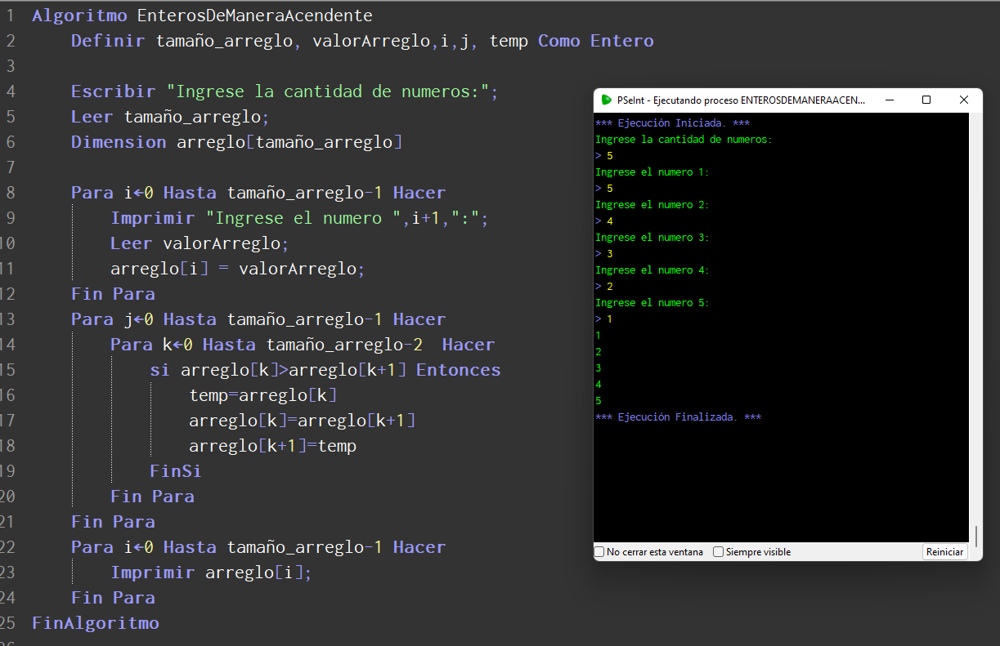 1 Algoritmo EnterosDeManeraAcendente
2 Definir tamaño_arreglo, valorArreglo,i,j, temp Como Entero
3
4 Escribir "Ingrese la cantidad de numeros:";
5 Leer tamaño_arreglo;
6 Dimension arreglo[tamaño_arreglo]
7
8 Para i←0 Hasta tamaño_arreglo-1 Hacer
9 Imprimir "Ingrese el numero ",i+1,":";
10 Leer valorArreglo;
11 arreglo[i] = valorArreglo;
12 Fin Para
13 Para j←0 Hasta tamaño_arreglo-1 Hacer
14 Para k←0 Hasta tamaño_arreglo-2  Hacer
15 si arreglo[k]>arreglo[k+1] Entonces
16 temp=arreglo[k]
17 arreglo[k]=arreglo[k+1]
18 arreglo[k+1]=temp
19 FinSi
20 Fin Para
21 Fin Para
22 Para i←0 Hasta tamaño_arreglo-1 Hacer
23 Imprimir arreglo[i];
24 Fin Para
25 FinAlgoritmo
PSeInt - Ejecutando proceso ENTEROSDEMANERAACEN...
*** Ejecución Iniciada. ***
Ingrese la cantidad de numeros:
> 5
Ingrese el numero 1:
> 5
Ingrese el numero 2:
> 4
Ingrese el numero 3:
> 3
Ingrese el numero 4:
> 2
Ingrese el numero 5:
> 1
1
2
3
4
5
*** Ejecución Finalizada. ***
No cerrar esta ventana Siempre visible Reiniciar